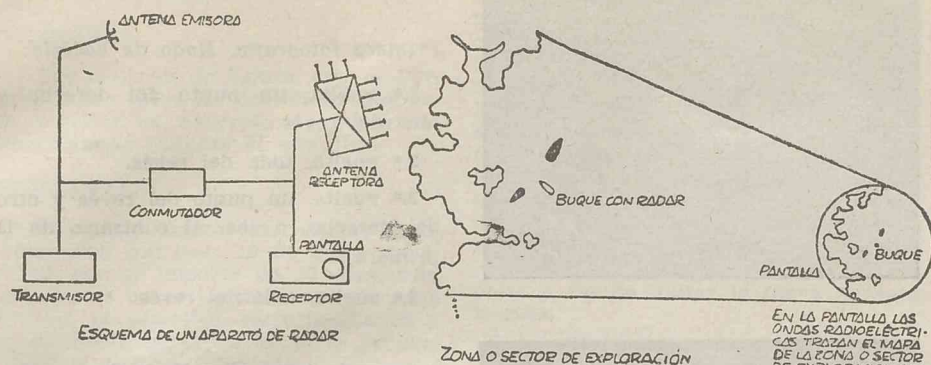 ANTENA EMISORA
ANTENA
RECEPTORA
CONMUTADOR
PANTALLA
TRANSMISOR
RECEPTOR
ESQUEMA DE UN APARATO DE RADAR
BUQUE CON RADAR
ZONA O SECTOR DE EXPLORACIÓN
PANTALLA
BUQUE
EN LA PANTALLA LAS
ONDAS RADIOELÉCTRI-
CAS TRAZAN EL MAPA
DE LA ZONA O SECTOR